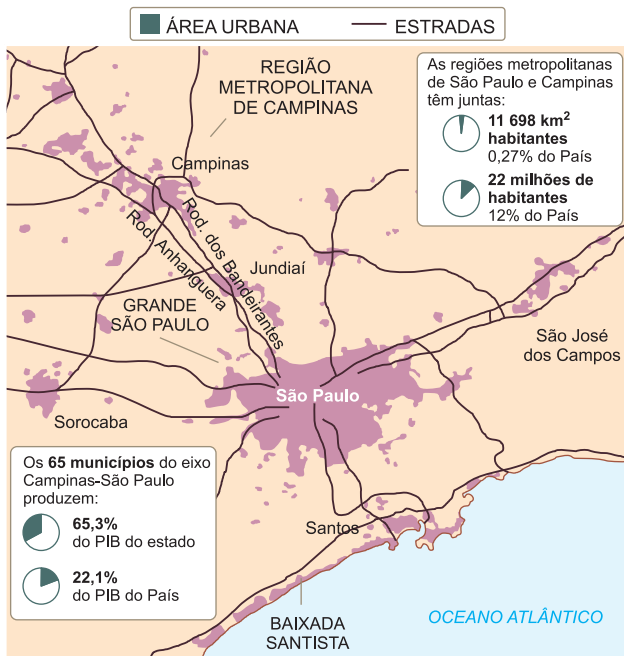 ÁREA URBANA
ESTRADAS
REGIÃO
METROPOLITANA
DE CAMPINAS
As regiões metropolitanas
de São Paulo e Campinas
têm juntas:
11 698 km²
habitantes
0,27% do País
22 milhões de
habitantes
12% do País
Campinas
Rod. Anhanguera
Rod. dos Bandeirantes
Jundiaí
GRANDE
SÃO PAULO
São José
dos Campos
São Paulo
Sorocaba
Os 65 municípios do eixo
Campinas-São Paulo
produzem:
65,3%
do PIB do estado
22,1%
do PIB do País
Santos
BAIXADA
SANTISTA
OCEANO ATLÂNTICO